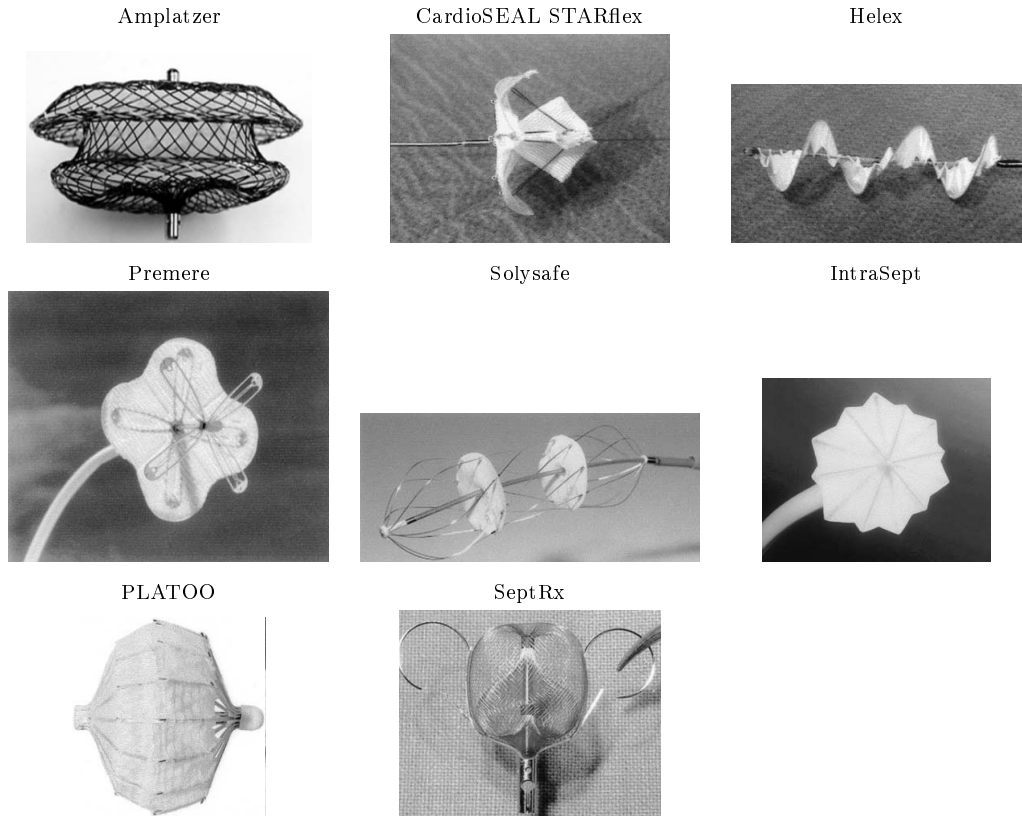 Amplatzer
CardioSEAL STARflex
Helex
Premere
Solysafe
IntraSept
PLATOO
SeptRx